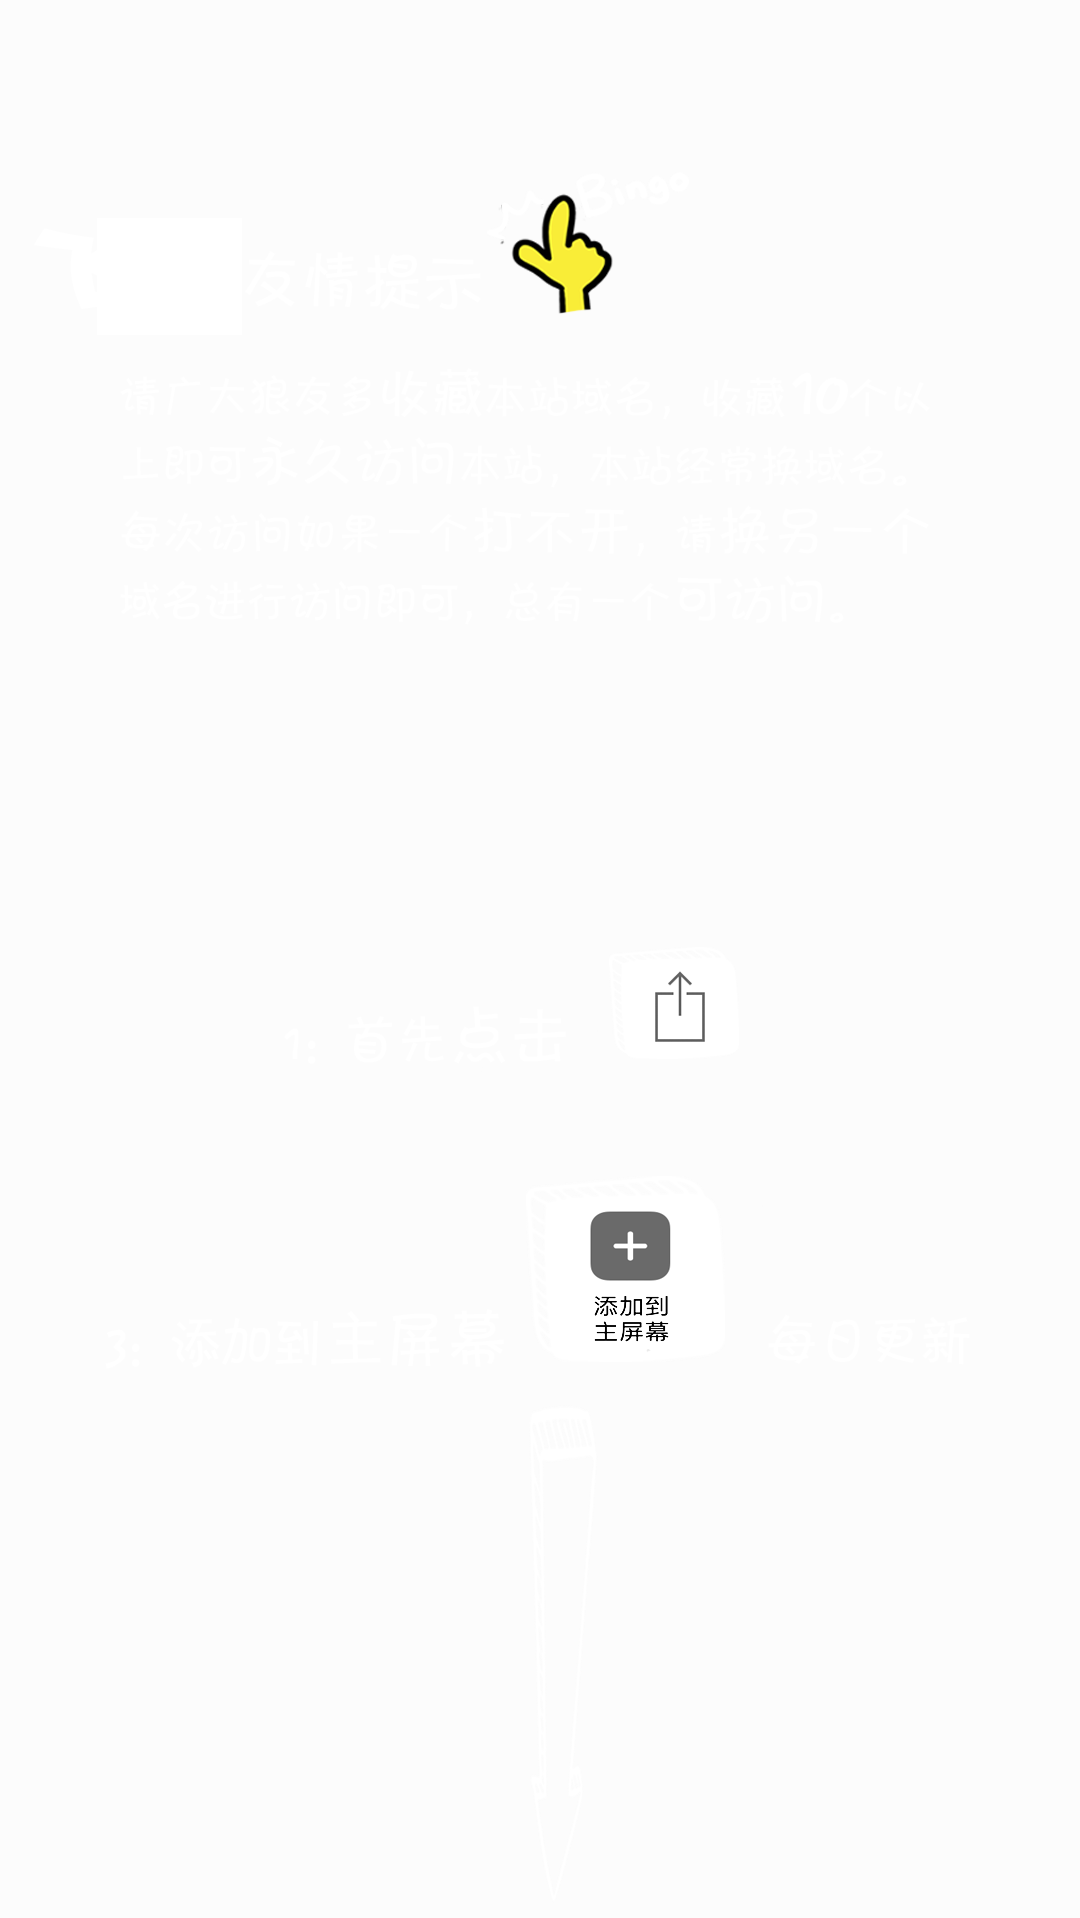 Bingo
友情提示
请广大狼友多收藏本站域名，收藏10个以
上即可永久访问本站，本站经常换域名。
每次访问如果一个打不开，请换另一个
域名进行访问即可，总有一个可访问。
1：首先点击
添加到
主屏幕
3：添加到主屏幕
每日更新